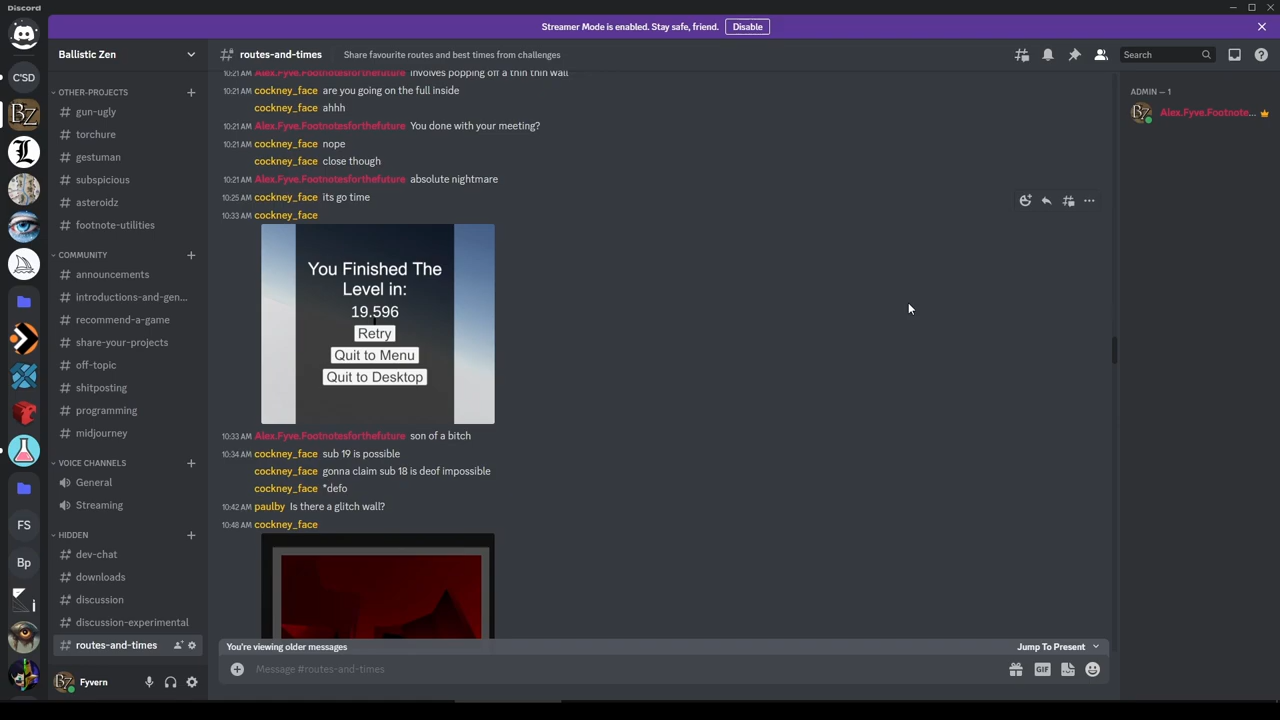 Discord
Streamer Mode is enabled. Stay safe, friend. Disable
Ballistic Zen
routes-and-times Share favourite routes and best times from challenges
Search
C'SD
BZ
L
FS
Bp
OTHER-PROJECTS
gun-ugly
torchure
gestuman
subspicious
asteroidz
footnote-utilities
COMMUNITY
announcements
introductions-and-gen...
recommend-a-game
share-your-projects
off-topic
shitposting
programming
midjourney
VOICE CHANNELS
General
Streaming
HIDDEN
dev-chat
downloads
discussion
discussion-experimental
routes-and-times
Fyvern
10:21 AM Alex.Fyve.Footnotesforthefuture involves popping off a thin thin wall
10:21 AM cockney_face are you going on the full inside
cockney_face ahhh
10:21 AM Alex.Fyve.Footnotesforthefuture You done with your meeting?
10:21 AM cockney_face nope
cockney_face close though
10:21 AM Alex.Fyve.Footnotesforthefuture absolute nightmare
10:25 AM cockney_face its go time
10:33 AM cockney_face
You Finished The
Level in:
19.596
Retry
Quit to Menu
Quit to Desktop
10:33 AM Alex.Fyve.Footnotesforthefuture son of a bitch
10:34 AM cockney_face sub 19 is possible
cockney_face gonna claim sub 18 is deof impossible
cockney_face *defo
10:42 AM paulby Is there a glitch wall?
10:48 AM cockney_face
You're viewing older messages Jump To Present
Message #routes-and-times
GIF
ADMIN — 1
BZ Alex.Fyve.Footnote...